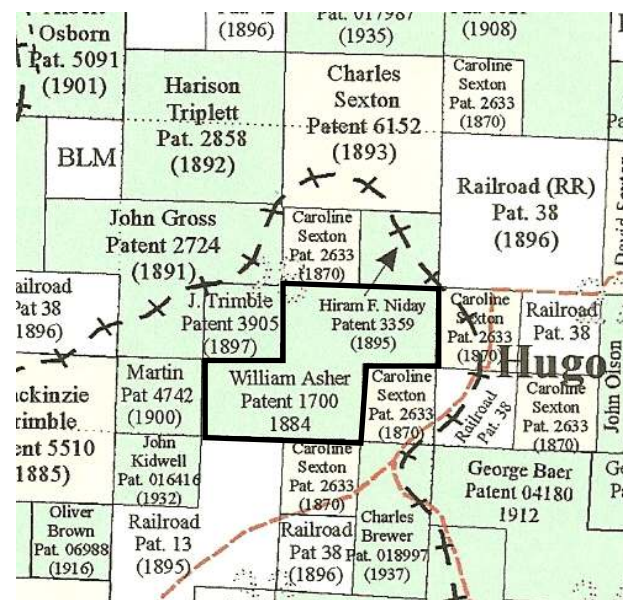 Osborn
Pat. 5091
(1901)
(1896)
Pat. 017987
(1935)
(1908)
Harison
Triplett
Pat. 2858
(1892)
Charles
Sexton
Patent 6152
(1893)
Caroline
Sexton
Pat. 2633
(1870)
BLM
Railroad (RR)
Pat. 38
(1896)
John Gross
Patent 2724
(1891)
Caroline
Sexton
Pat. 2633
(1870)
ailroad
Pat 38
1896)
J. Trimble
Patent 3905
(1897)
Hiram F. Niday
Patent 3359
(1895)
Caroline
Sexton
Pat. 2633
(1870)
Railroad
Pat. 38
Hugo
John Olson
Martin
Pat 4742
(1900)
William Asher
Patent 1700
1884
Caroline
Sexton
Pat. 2633
(1870)
Railroad
Pat. 38
Caroline
Sexton
Pat. 2633
(1870)
ckinzie
rimble
ent 5510
1885)
John
Kidwell
Pat. 016416
(1932)
Caroline
Sexton
Pat. 2633
(1870)
George Baer
Patent 04180
1912
Oliver
Brown
Pat. 06988
(1916)
Railroad
Pat. 13
(1895)
Railroad
Pat 38
(1896)
Charles
Brewer
Pat. 018997
(1937)